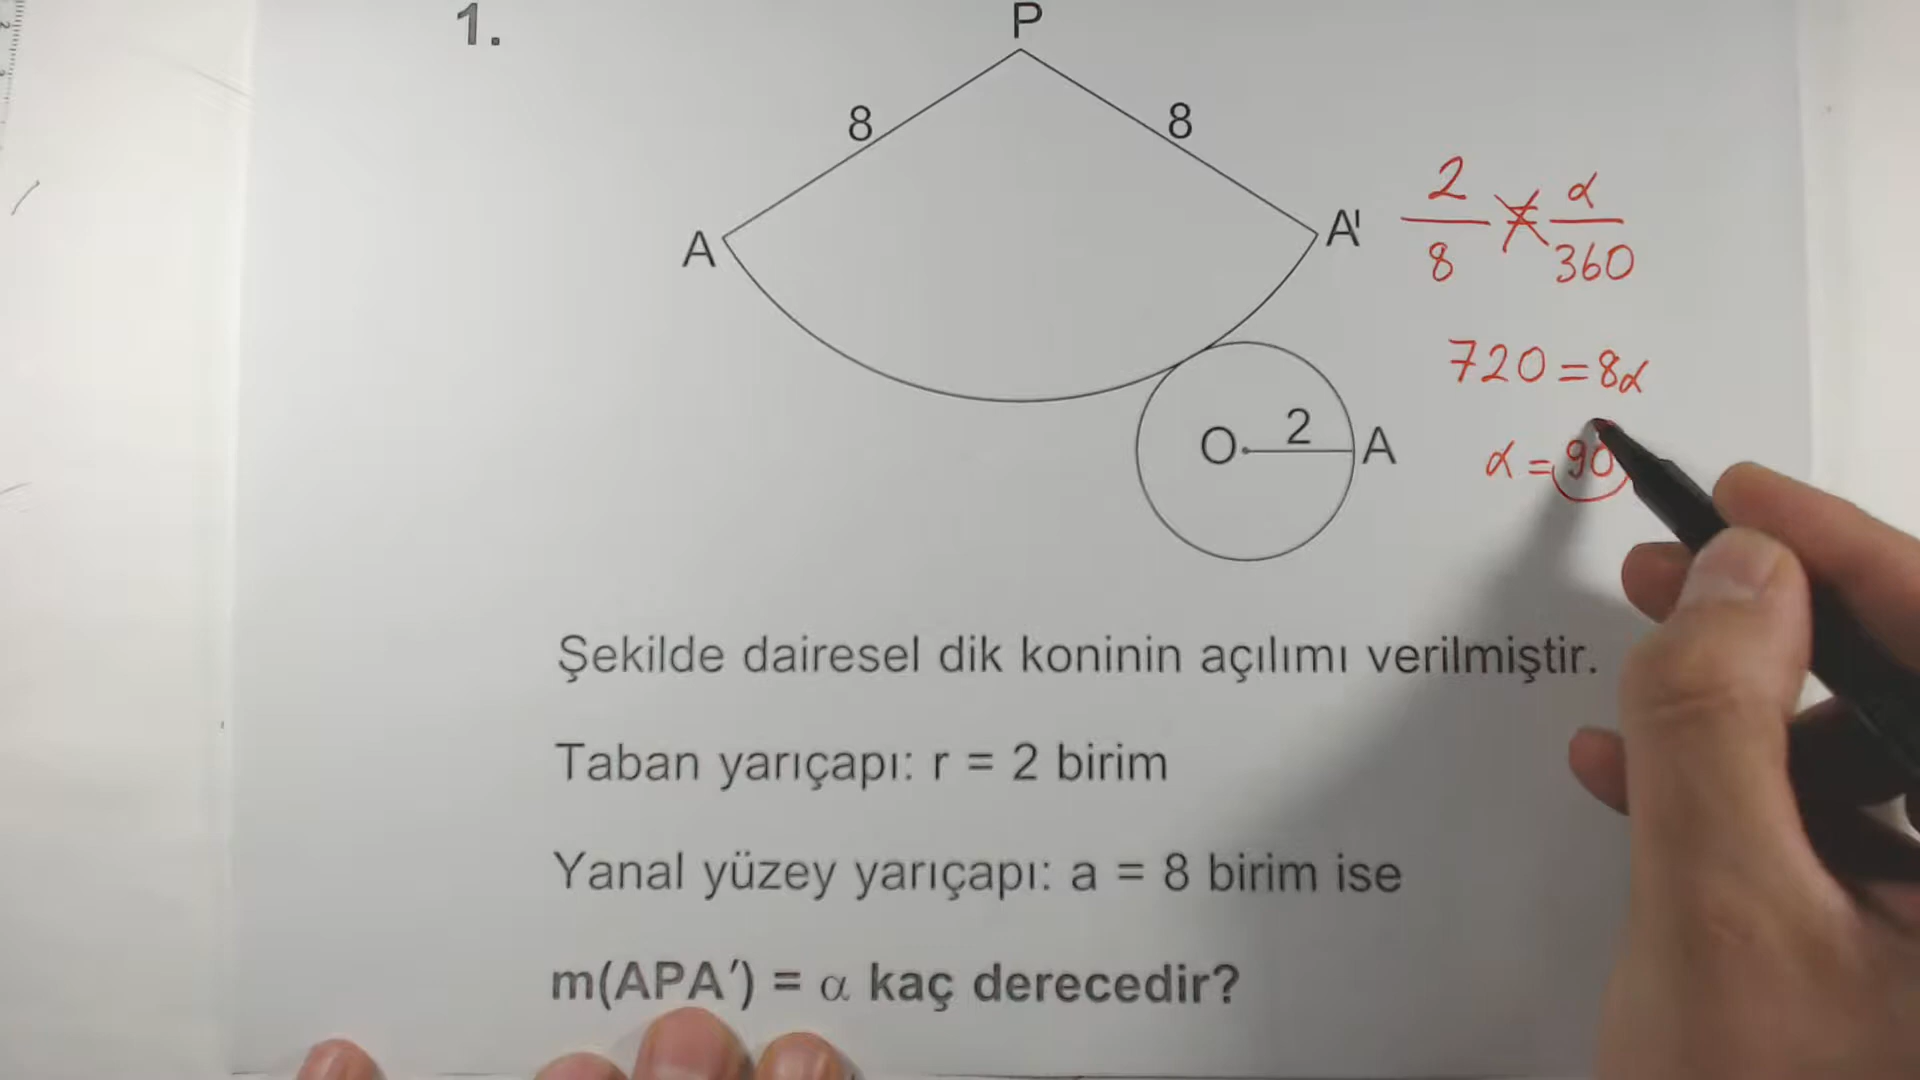 1.
P
8
8
A
A'
O
2
A
2/8 = α/360
720 = 8α
α = 90
Şekilde dairesel dik koninin açılımı verilmiştir.
Taban yarıçapı: r = 2 birim
Yanal yüzey yarıçapı: a = 8 birim ise
m(APA′) = α kaç derecedir?